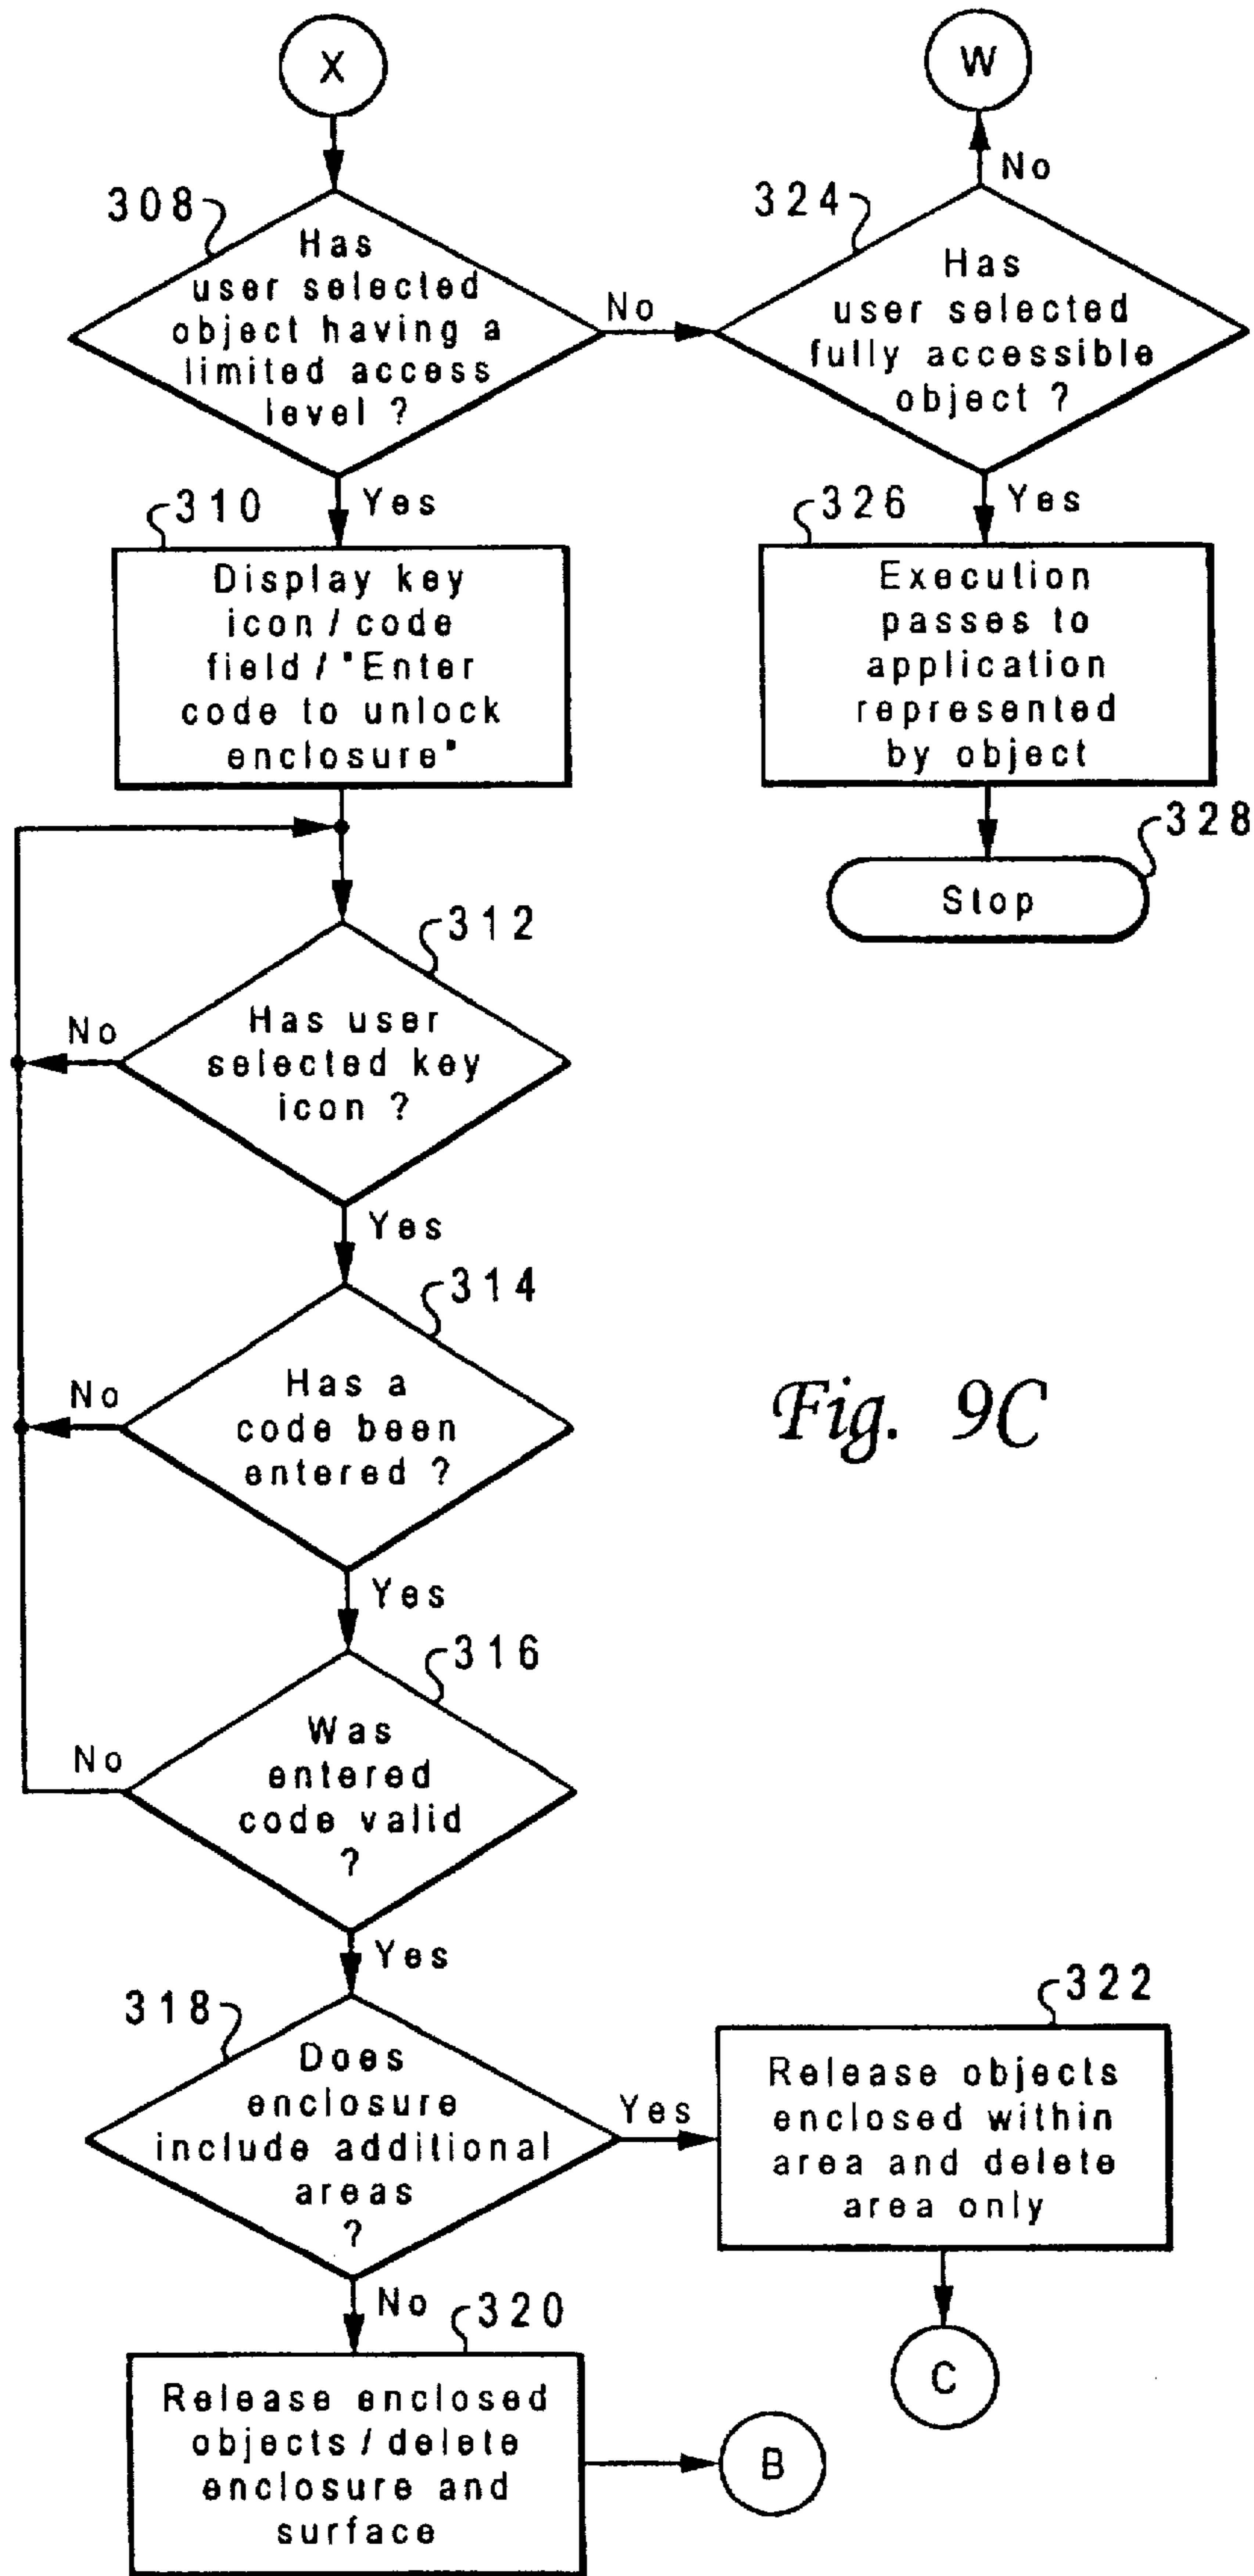 X
W
No
308
Has
user selected
object having a
limited access
level ?
No
324
Has
user selected
fully accessible
object ?
Yes
310
Display key
icon / code
field / "Enter
code to unlock
enclosure"
Yes
326
Execution
passes to
application
represented
by object
328
Stop
312
Has user
selected key
icon ?
No
Yes
314
Has a
code been
entered ?
No
Fig. 9C
Yes
316
Was
entered
code valid
?
No
Yes
318
Does
enclosure
include additional
areas
?
Yes
322
Release objects
enclosed within
area and delete
area only
C
No
320
Release enclosed
objects / delete
enclosure and
surface
B